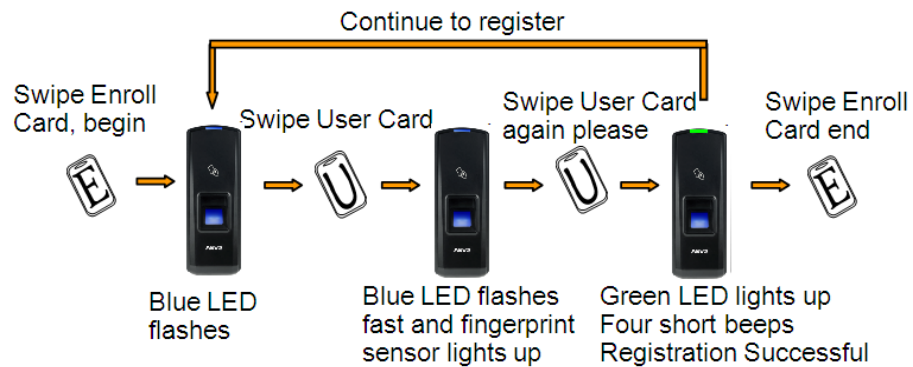 Continue to register
Swipe Enroll
Card, begin
E
Blue LED
flashes
Swipe User Card
U
Blue LED flashes
fast and fingerprint
sensor lights up
Swipe User Card
again please
U
Green LED lights up
Four short beeps
Registration Successful
Swipe Enroll
Card end
E